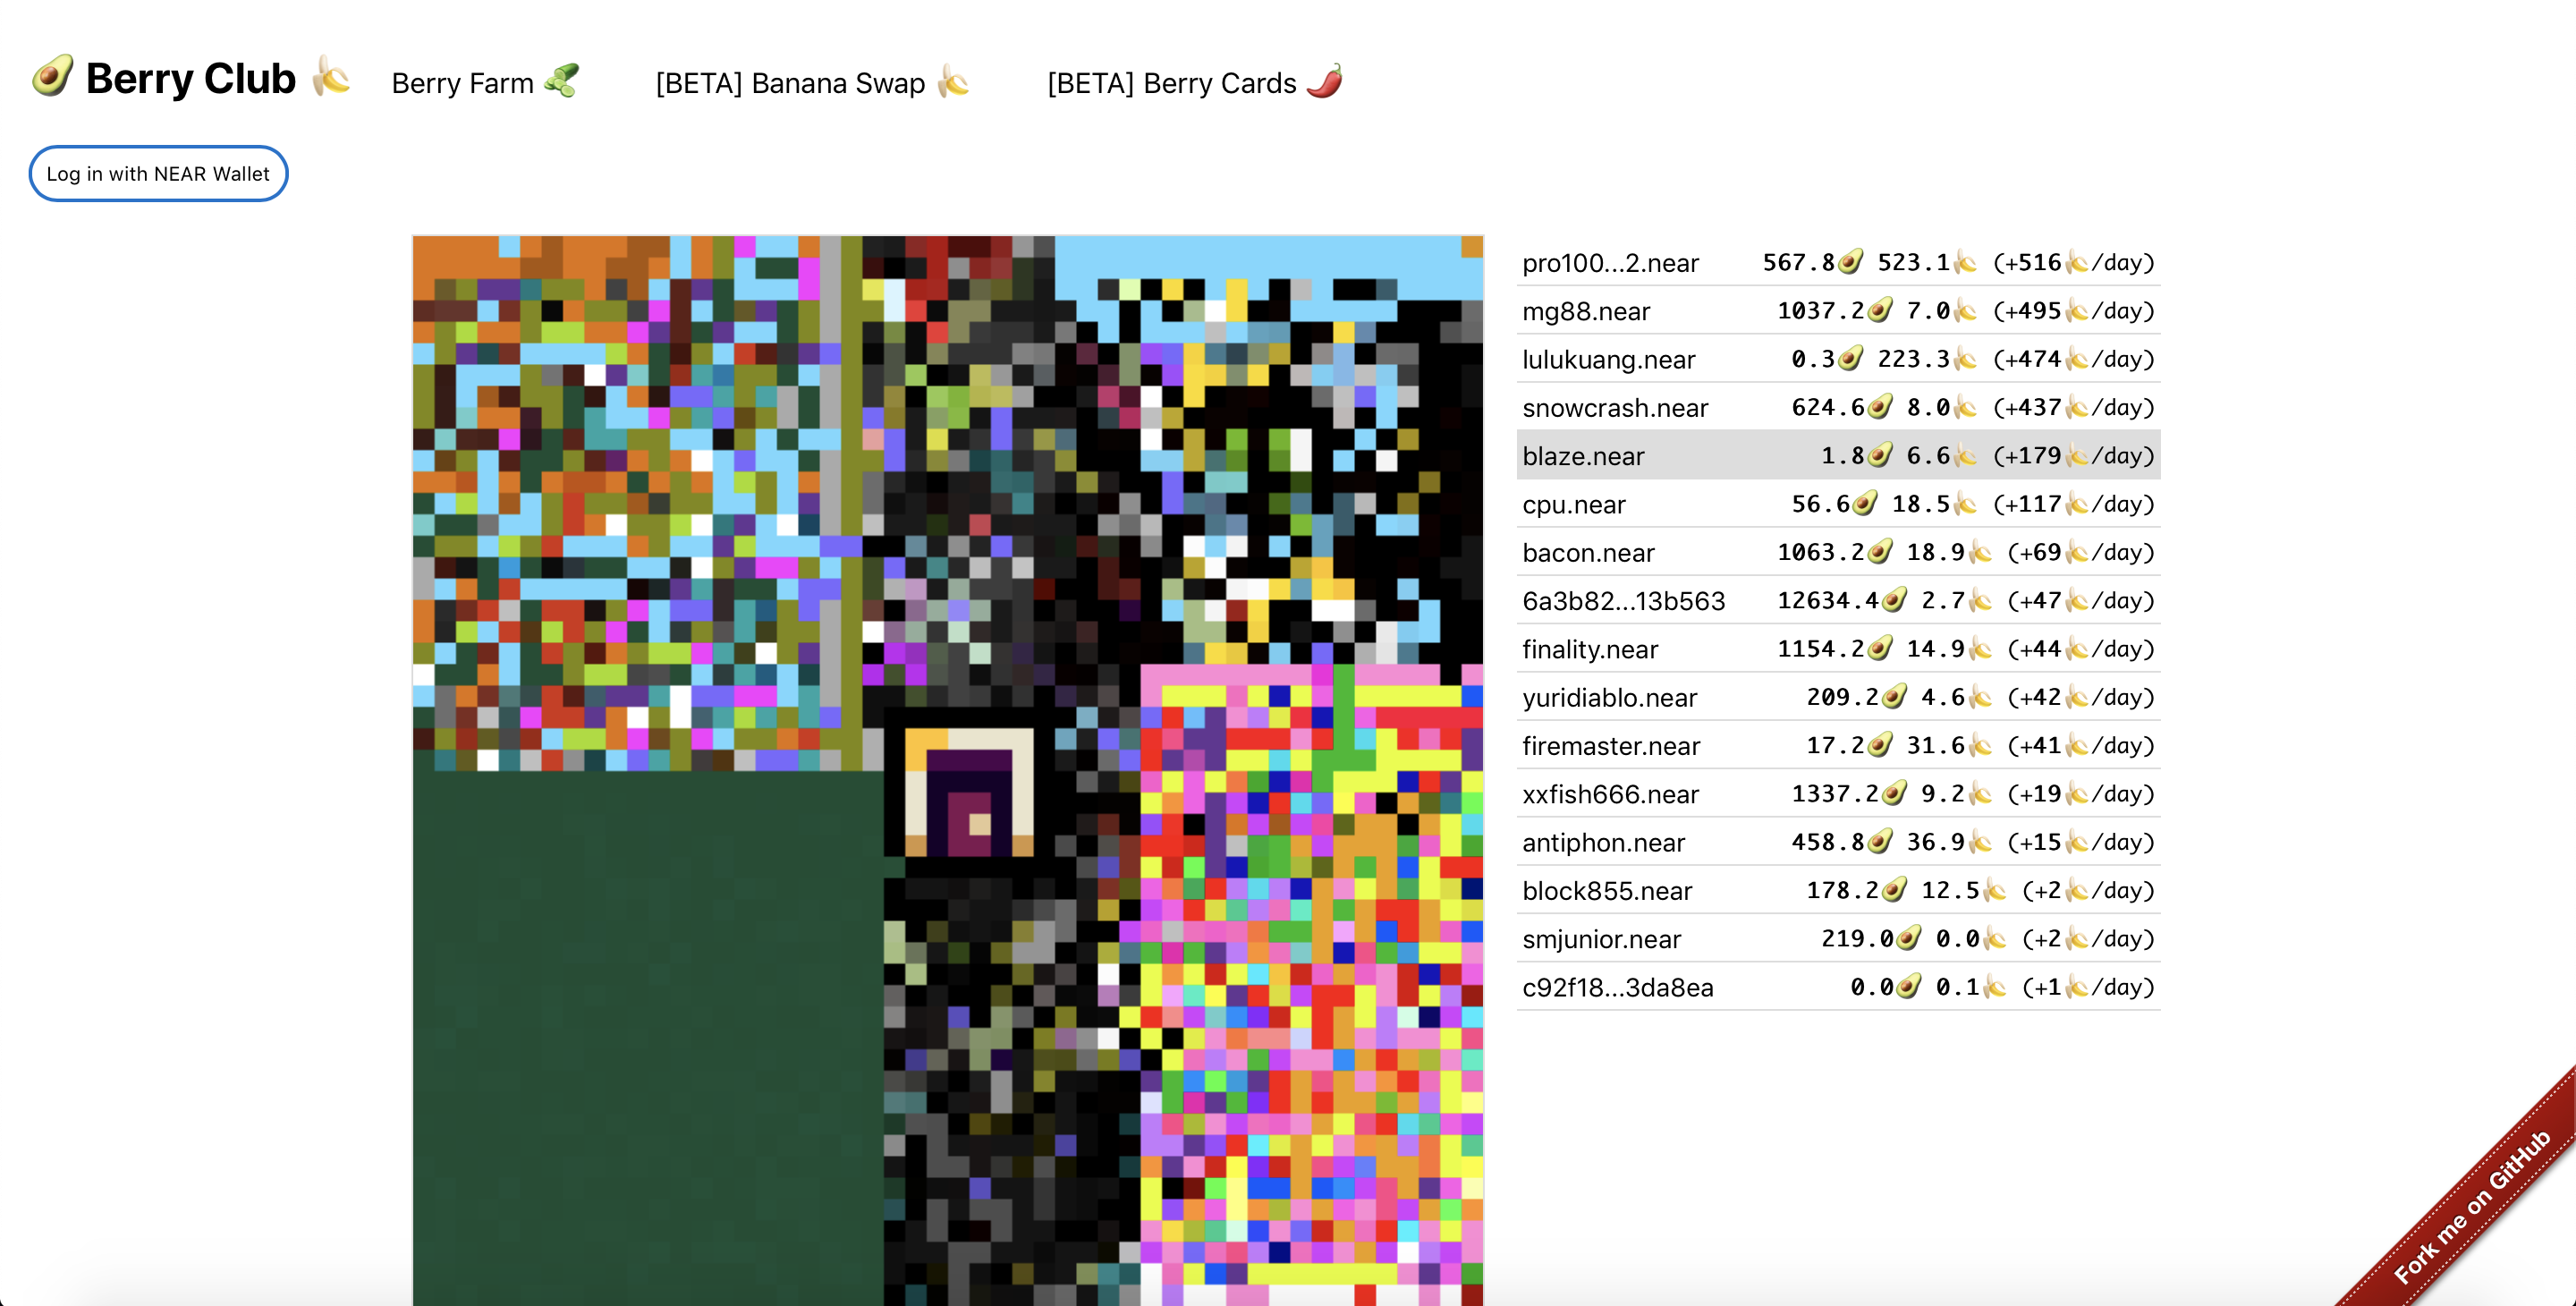 🥑 Berry Club 🍌 Berry Farm 🥒 [BETA] Banana Swap 🍌 [BETA] Berry Cards 🌶️
Log in with NEAR Wallet
pro100...2.near 567.8🥑 523.1🍌 (+516🍌/day)
mg88.near 1037.2🥑 7.0🍌 (+495🍌/day)
lulukuang.near 0.3🥑 223.3🍌 (+474🍌/day)
snowcrash.near 624.6🥑 8.0🍌 (+437🍌/day)
blaze.near 1.8🥑 6.6🍌 (+179🍌/day)
cpu.near 56.6🥑 18.5🍌 (+117🍌/day)
bacon.near 1063.2🥑 18.9🍌 (+69🍌/day)
6a3b82...13b563 12634.4🥑 2.7🍌 (+47🍌/day)
finality.near 1154.2🥑 14.9🍌 (+44🍌/day)
yuridiablo.near 209.2🥑 4.6🍌 (+42🍌/day)
firemaster.near 17.2🥑 31.6🍌 (+41🍌/day)
xxfish666.near 1337.2🥑 9.2🍌 (+19🍌/day)
antiphon.near 458.8🥑 36.9🍌 (+15🍌/day)
block855.near 178.2🥑 12.5🍌 (+2🍌/day)
smjunior.near 219.0🥑 0.0🍌 (+2🍌/day)
c92f18...3da8ea 0.0🥑 0.1🍌 (+1🍌/day)
Fork me on GitHub